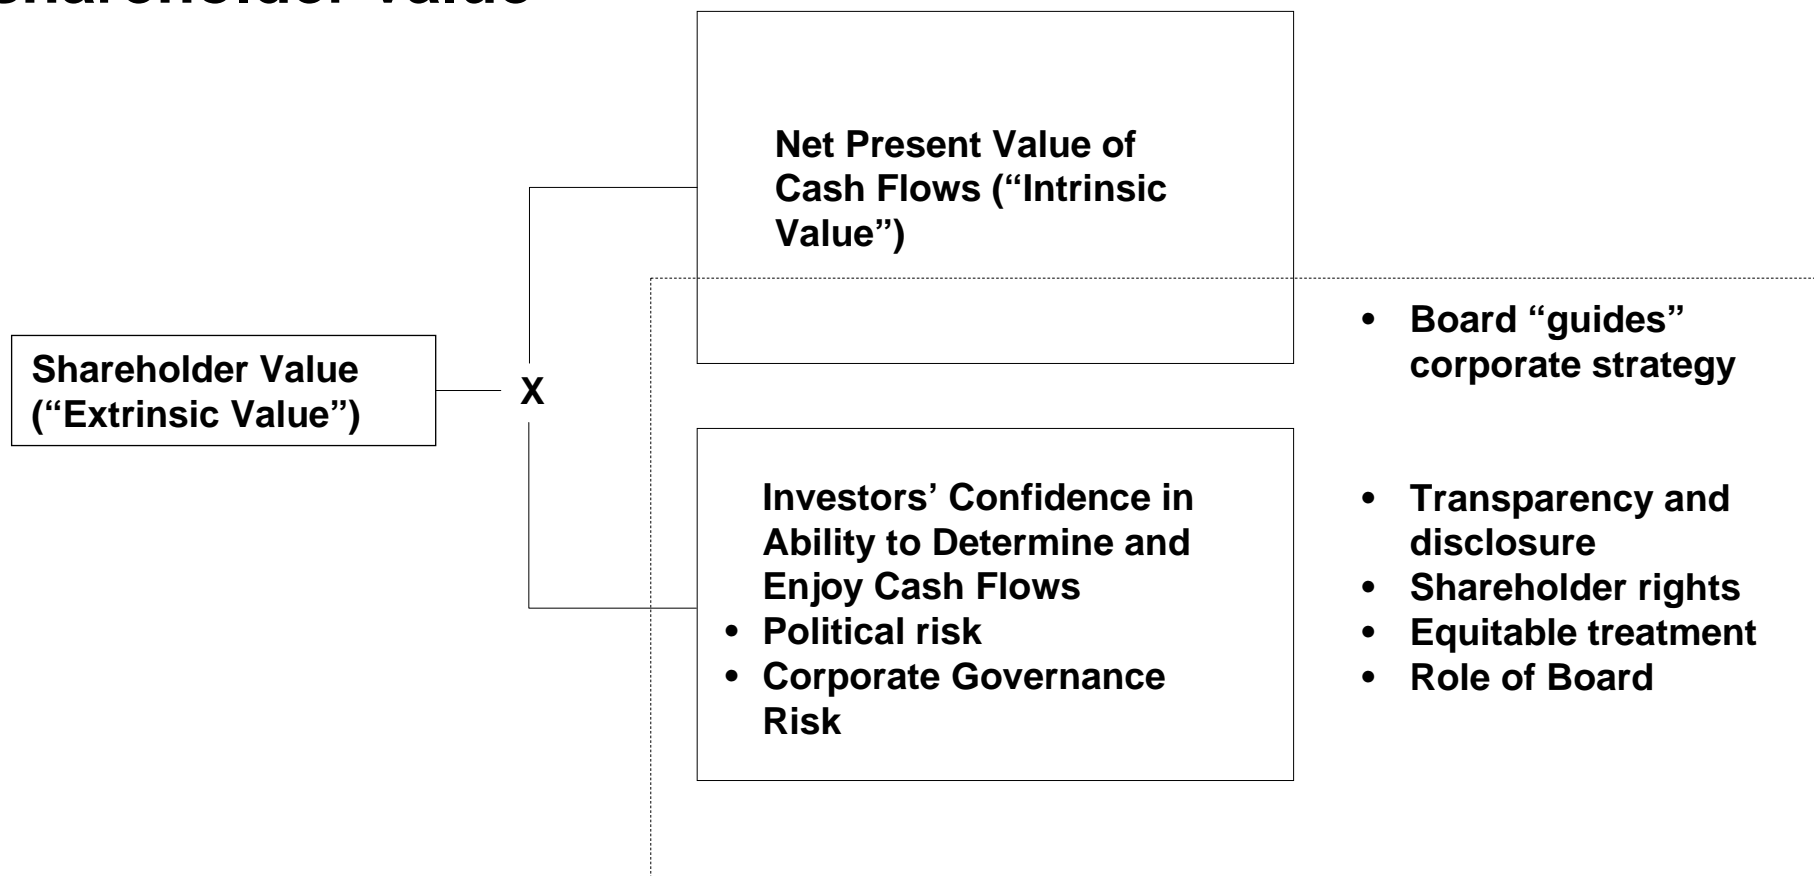 Shareholder Value
Net Present Value of
Cash Flows (“Intrinsic
Value”)
• Board “guides”
corporate strategy
Shareholder Value
(“Extrinsic Value”)
X
Investors’ Confidence in
Ability to Determine and
Enjoy Cash Flows
• Political risk
• Corporate Governance
Risk
• Transparency and
disclosure
• Shareholder rights
• Equitable treatment
• Role of Board